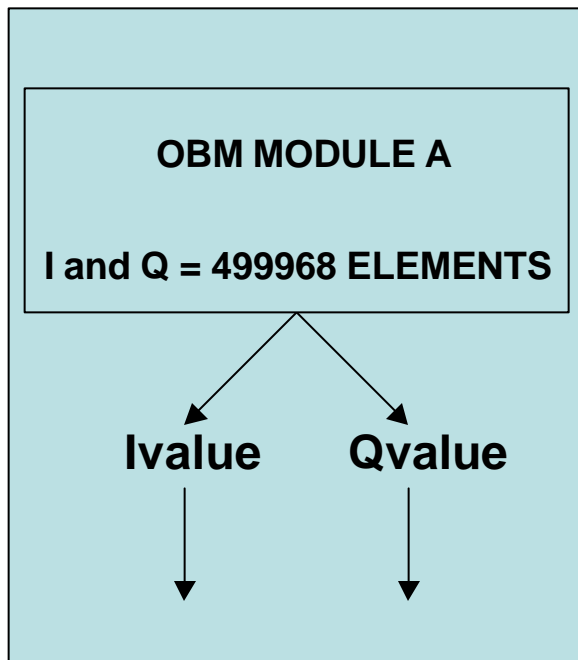 OBM MODULE A
I and Q = 499968 ELEMENTS
Ivalue Qvalue